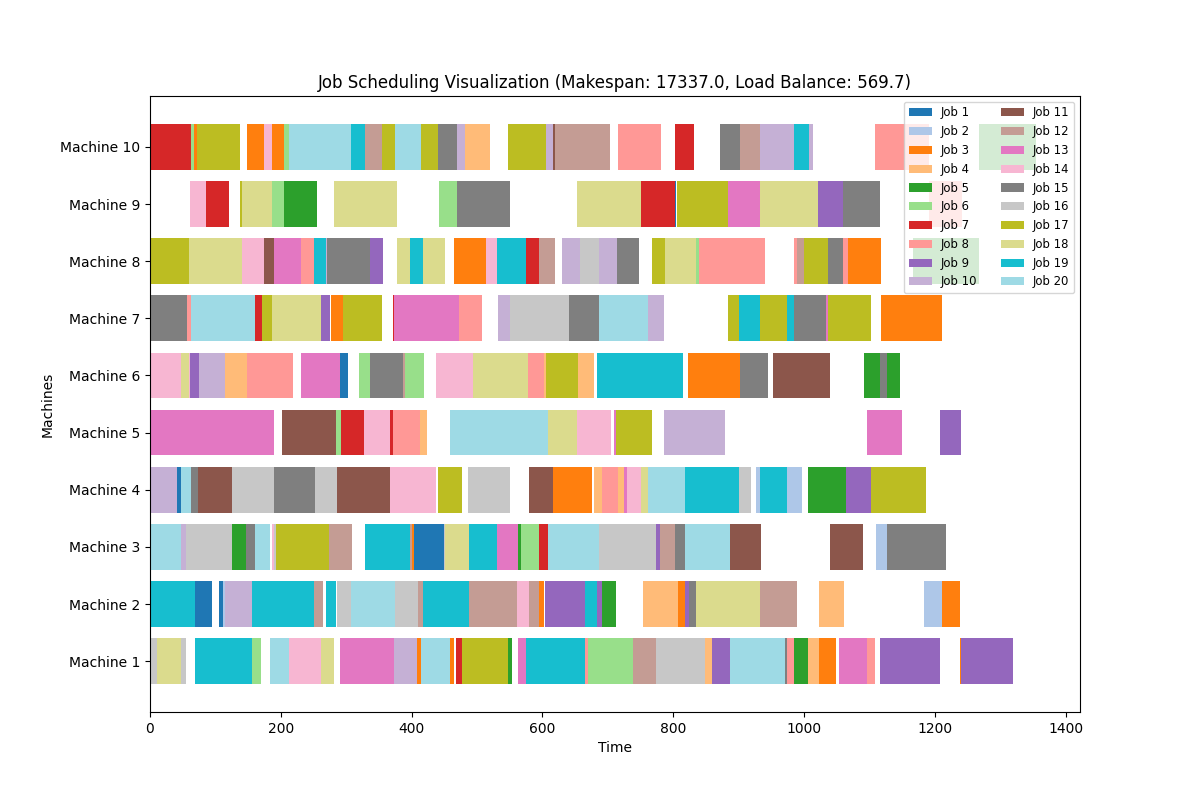 Job Scheduling Visualization (Makespan: 17337.0, Load Balance: 569.7)
Machines
Machine 10
Machine 9
Machine 8
Machine 7
Machine 6
Machine 5
Machine 4
Machine 3
Machine 2
Machine 1
0 200 400 600 800 1000 1200 1400
Time
Job 1
Job 2
Job 3
Job 4
Job 5
Job 6
Job 7
Job 8
Job 9
Job 10
Job 11
Job 12
Job 13
Job 14
Job 15
Job 16
Job 17
Job 18
Job 19
Job 20